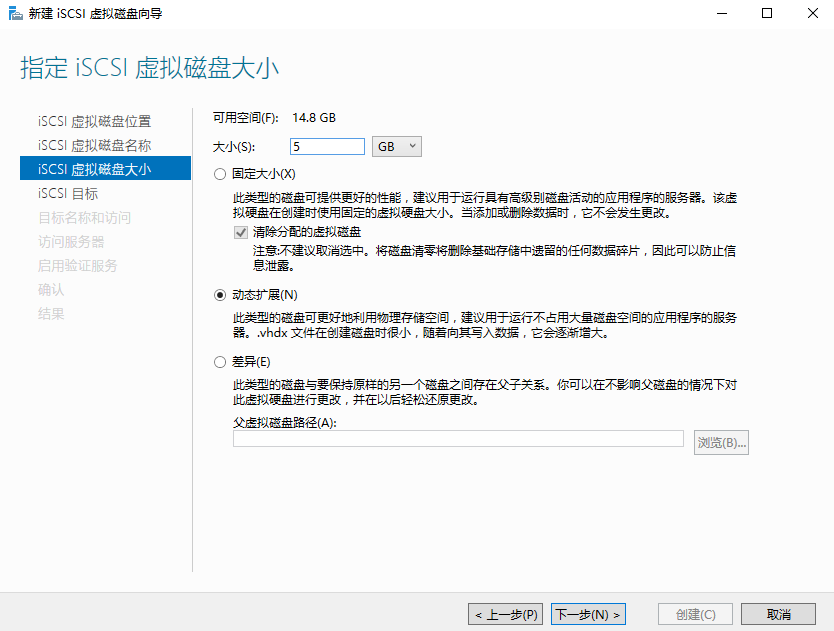 新建 iSCSI 虚拟磁盘向导
指定 iSCSI 虚拟磁盘大小
iSCSI 虚拟磁盘位置
iSCSI 虚拟磁盘名称
iSCSI 虚拟磁盘大小
iSCSI 目标
目标名称和访问
访问服务器
启用验证服务
确认
结果
可用空间(F): 14.8 GB
大小(S): 5 GB
固定大小(X)
此类型的磁盘可提供更好的性能，建议用于运行具有高级别磁盘活动的应用程序的服务器。该虚
拟硬盘在创建时使用固定的虚拟硬盘大小。当添加或删除数据时，它不会发生更改。
清除分配的虚拟磁盘
注意:不建议取消选中。将磁盘清零将删除基础存储中遗留的任何数据碎片，因此可以防止信
息泄露。
动态扩展(N)
此类型的磁盘可更好地利用物理存储空间，建议用于运行不占用大量磁盘空间的应用程序的服务
器。.vhdx 文件在创建磁盘时很小，随着向其写入数据，它会逐渐增大。
差异(E)
此类型的磁盘与要保持原样的另一个磁盘之间存在父子关系。你可以在不影响父磁盘的情况下对
此虚拟硬盘进行更改，并在以后轻松还原更改。
父虚拟磁盘路径(A):
浏览(B)...
< 上一步(P) 下一步(N) > 创建(C) 取消